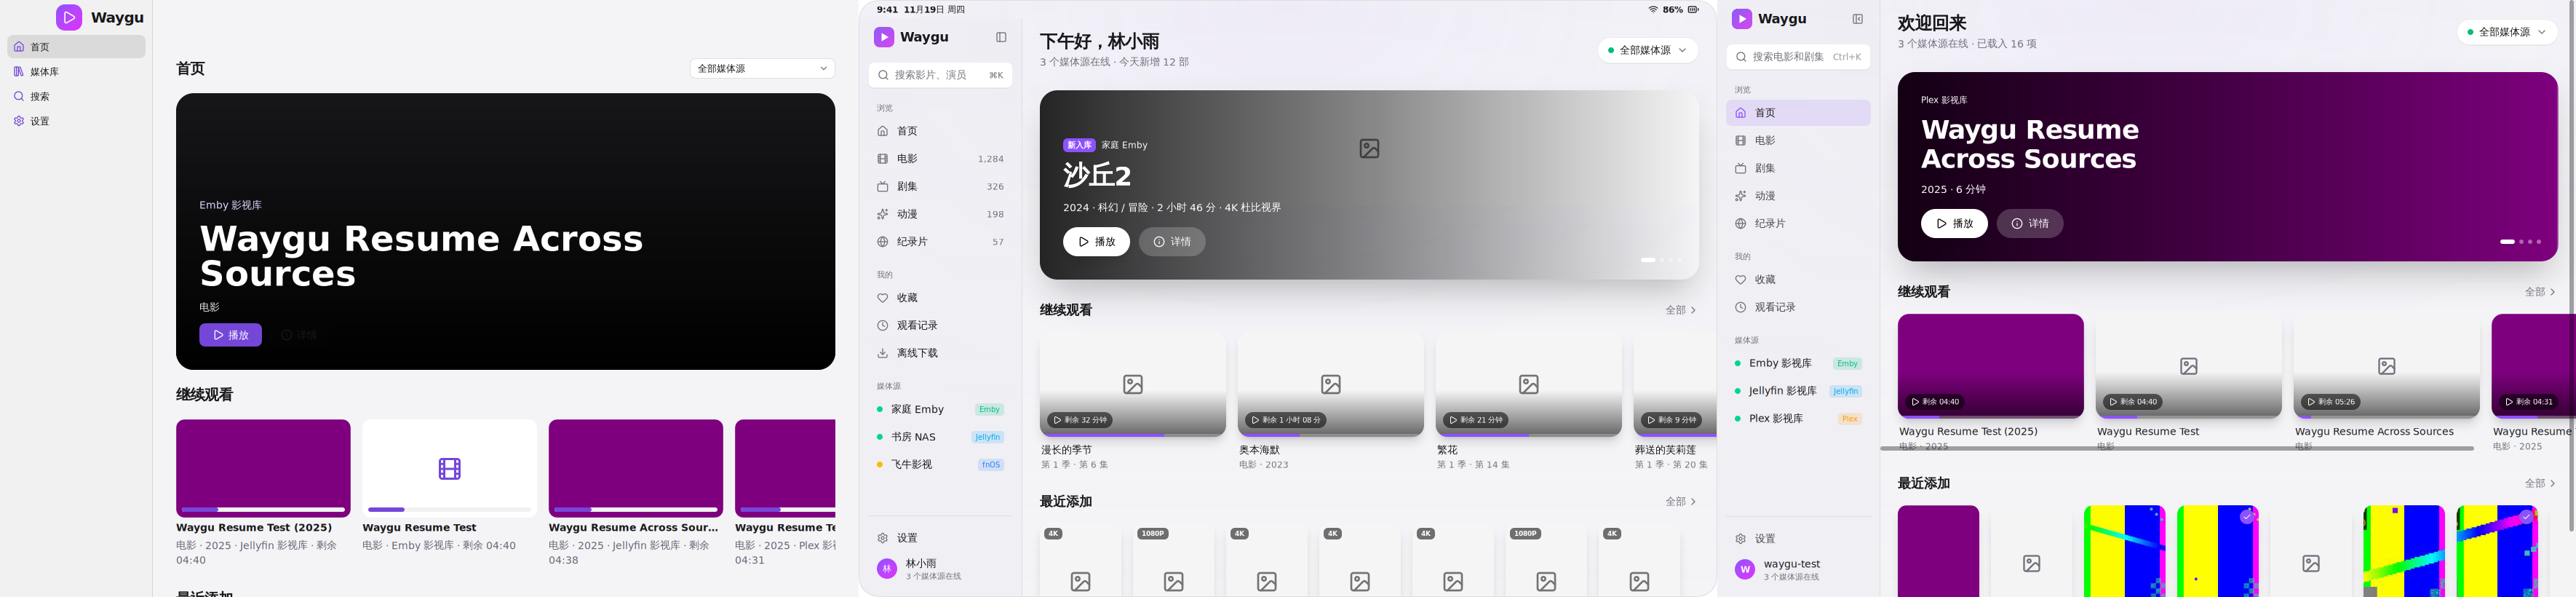 Waygu
首页
媒体库
搜索
设置
首页
全部媒体源
Emby 影视库
Waygu Resume Across
Sources
电影
播放
详情
继续观看
Waygu Resume Test (2025)
电影 · 2025 · Jellyfin 影视库 · 剩余
04:40
Waygu Resume Test
电影 · Emby 影视库 · 剩余 04:40
Waygu Resume Across Sour...
电影 · 2025 · Jellyfin 影视库 · 剩余
04:38
Waygu Resume Te
电影 · 2025 · Plex 影
04:31
最近添加
9:41 11月19日 周四
86%
Waygu
搜索影片、演员 ⌘K
浏览
首页
电影 1,284
剧集 326
动漫 198
纪录片 57
我的
收藏
观看记录
离线下载
媒体源
家庭 Emby Emby
书房 NAS Jellyfin
飞牛影视 fnOS
设置
林 林小雨
3 个媒体源在线
下午好，林小雨
3 个媒体源在线 · 今天新增 12 部
全部媒体源
新入库 家庭 Emby
沙丘2
2024 · 科幻 / 冒险 · 2 小时 46 分 · 4K 杜比视界
播放 详情
继续观看 全部
剩余 32 分钟
漫长的季节
第 1 季 · 第 6 集
剩余 1 小时 08 分
奥本海默
电影 · 2023
剩余 21 分钟
繁花
第 1 季 · 第 14 集
剩余 9 分钟
葬送的芙莉莲
第 1 季 · 第 20 集
最近添加 全部
4K 1080P 4K 4K 4K 1080P 4K
Waygu
搜索电影和剧集 Ctrl+K
浏览
首页
电影
剧集
动漫
纪录片
我的
收藏
观看记录
媒体源
Emby 影视库 Emby
Jellyfin 影视库 Jellyfin
Plex 影视库 Plex
设置
W waygu-test
3 个媒体源在线
欢迎回来
3 个媒体源在线 · 已载入 16 项
全部媒体源
Plex 影视库
Waygu Resume
Across Sources
2025 · 6 分钟
播放 详情
继续观看 全部
剩余 04:40
Waygu Resume Test (2025)
电影 · 2025
剩余 04:40
Waygu Resume Test
电影
剩余 05:26
Waygu Resume Across Sources
电影 · 2025
剩余 04:31
Waygu Resume
电影 · 2025
最近添加 全部